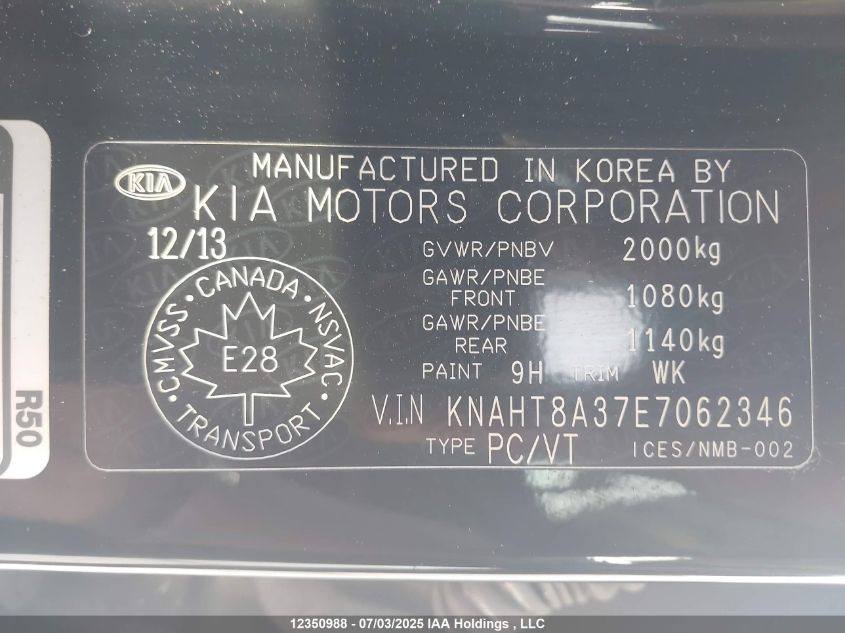 MANUFACTURED IN KOREA BY
KIA
KIA MOTORS CORPORATION
12/13
GVWR/PNBV 2000kg
GAWR/PNBE FRONT 1080kg
GAWR/PNBE REAR 1140kg
PAINT 9H TRIM WK
V.I.N KNAHT8A37E7062346
TYPE PC/VT ICES/NMB-002
CMVSS · CANADA · NSVAC · TRANSPORT ·
E28
R50
12350988 - 07/03/2025 IAA Holdings , LLC